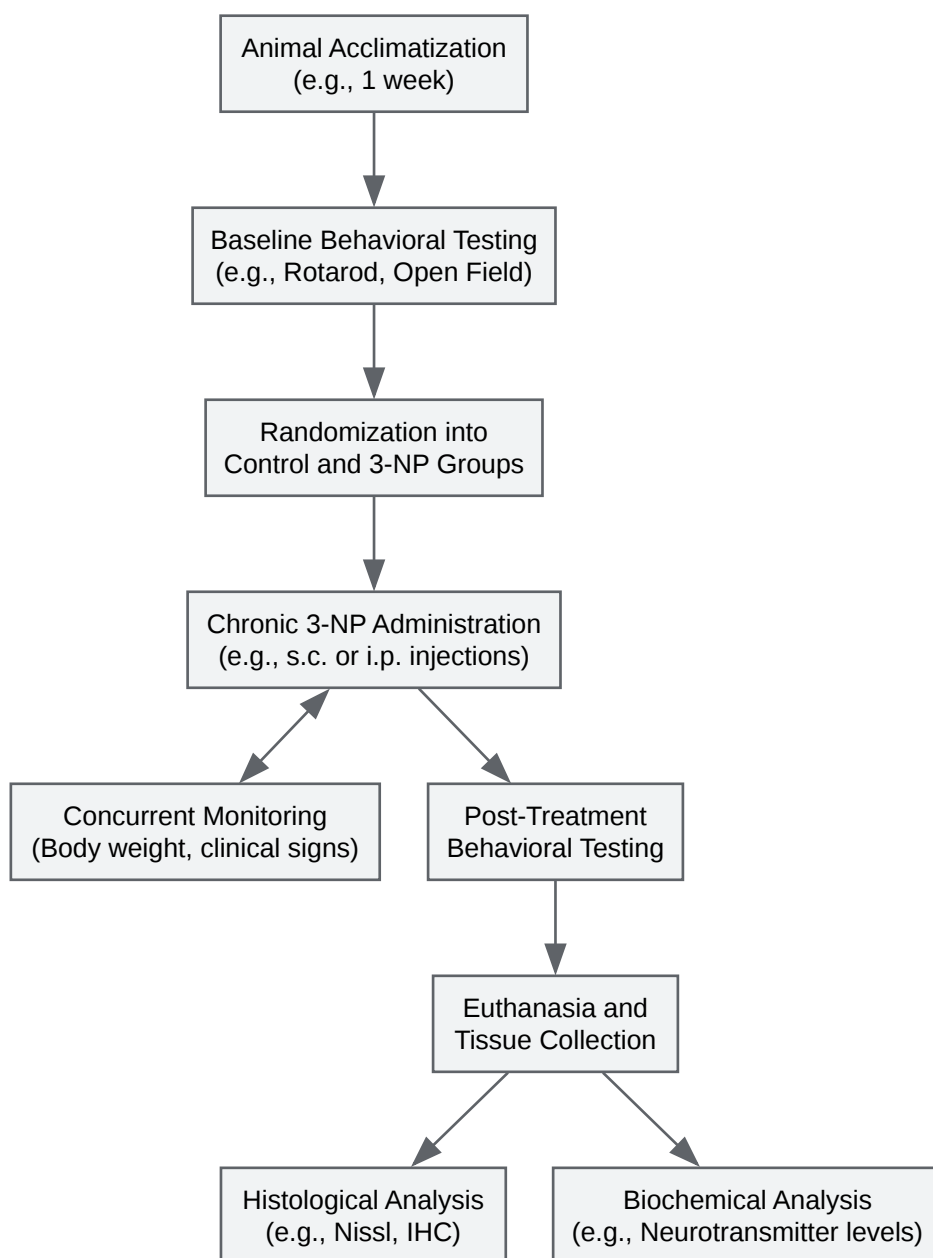 Animal Acclimatization
(e.g., 1 week)
Baseline Behavioral Testing
(e.g., Rotarod, Open Field)
Randomization into
Control and 3-NP Groups
Chronic 3-NP Administration
(e.g., s.c. or i.p. injections)
Concurrent Monitoring
(Body weight, clinical signs)
Post-Treatment
Behavioral Testing
Euthanasia and
Tissue Collection
Histological Analysis
(e.g., Nissl, IHC)
Biochemical Analysis
(e.g., Neurotransmitter levels)